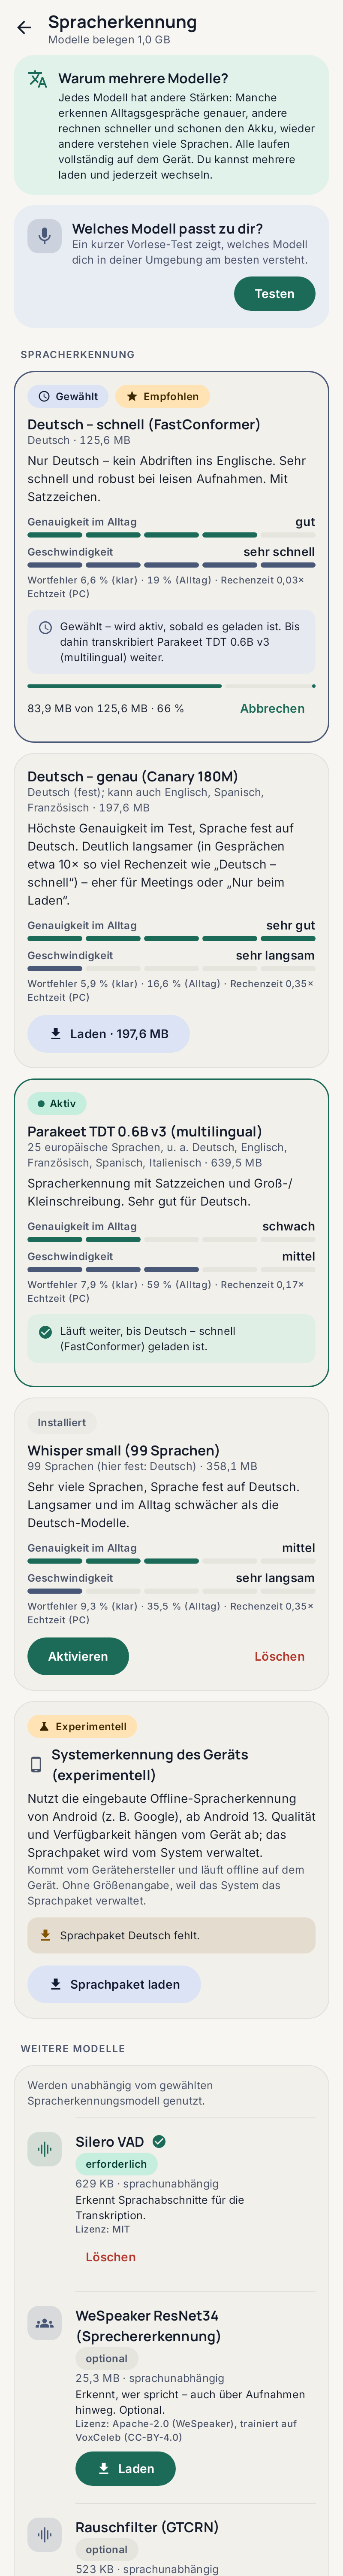 Spracherkennung
Modelle belegen 1,0 GB
Warum mehrere Modelle?
Jedes Modell hat andere Stärken: Manche
erkennen Alltagsgespräche genauer, andere
rechnen schneller und schonen den Akku, wieder
andere verstehen viele Sprachen. Alle laufen
vollständig auf dem Gerät. Du kannst mehrere
laden und jederzeit wechseln.
Welches Modell passt zu dir?
Ein kurzer Vorlese-Test zeigt, welches Modell
dich in deiner Umgebung am besten versteht.
Testen
SPRACHERKENNUNG
Gewählt
Empfohlen
Deutsch – schnell (FastConformer)
Deutsch · 125,6 MB
Nur Deutsch – kein Abdriften ins Englische. Sehr
schnell und robust bei leisen Aufnahmen. Mit
Satzzeichen.
Genauigkeit im Alltag gut
Geschwindigkeit sehr schnell
Wortfehler 6,6 % (klar) · 19 % (Alltag) · Rechenzeit 0,03×
Echtzeit (PC)
Gewählt – wird aktiv, sobald es geladen ist. Bis
dahin transkribiert Parakeet TDT 0.6B v3
(multilingual) weiter.
83,9 MB von 125,6 MB · 66 % Abbrechen
Deutsch – genau (Canary 180M)
Deutsch (fest); kann auch Englisch, Spanisch,
Französisch · 197,6 MB
Höchste Genauigkeit im Test, Sprache fest auf
Deutsch. Deutlich langsamer (in Gesprächen
etwa 10× so viel Rechenzeit wie „Deutsch –
schnell“) – eher für Meetings oder „Nur beim
Laden“.
Genauigkeit im Alltag sehr gut
Geschwindigkeit sehr langsam
Wortfehler 5,9 % (klar) · 16,6 % (Alltag) · Rechenzeit 0,35×
Echtzeit (PC)
Laden · 197,6 MB
Aktiv
Parakeet TDT 0.6B v3 (multilingual)
25 europäische Sprachen, u. a. Deutsch, Englisch,
Französisch, Spanisch, Italienisch · 639,5 MB
Spracherkennung mit Satzzeichen und Groß-/
Kleinschreibung. Sehr gut für Deutsch.
Genauigkeit im Alltag schwach
Geschwindigkeit mittel
Wortfehler 7,9 % (klar) · 59 % (Alltag) · Rechenzeit 0,17×
Echtzeit (PC)
Läuft weiter, bis Deutsch – schnell
(FastConformer) geladen ist.
Installiert
Whisper small (99 Sprachen)
99 Sprachen (hier fest: Deutsch) · 358,1 MB
Sehr viele Sprachen, Sprache fest auf Deutsch.
Langsamer und im Alltag schwächer als die
Deutsch-Modelle.
Genauigkeit im Alltag mittel
Geschwindigkeit sehr langsam
Wortfehler 9,3 % (klar) · 35,5 % (Alltag) · Rechenzeit 0,35×
Echtzeit (PC)
Aktivieren Löschen
Experimentell
Systemerkennung des Geräts
(experimentell)
Nutzt die eingebaute Offline-Spracherkennung
von Android (z. B. Google), ab Android 13. Qualität
und Verfügbarkeit hängen vom Gerät ab; das
Sprachpaket wird vom System verwaltet.
Kommt vom Gerätehersteller und läuft offline auf dem
Gerät. Ohne Größenangabe, weil das System das
Sprachpaket verwaltet.
Sprachpaket Deutsch fehlt.
Sprachpaket laden
WEITERE MODELLE
Werden unabhängig vom gewählten
Spracherkennungsmodell genutzt.
Silero VAD
erforderlich
629 KB · sprachunabhängig
Erkennt Sprachabschnitte für die
Transkription.
Lizenz: MIT
Löschen
WeSpeaker ResNet34
(Sprechererkennung)
optional
25,3 MB · sprachunabhängig
Erkennt, wer spricht – auch über Aufnahmen
hinweg. Optional.
Lizenz: Apache-2.0 (WeSpeaker), trainiert auf
VoxCeleb (CC-BY-4.0)
Laden
Rauschfilter (GTCRN)
optional
523 KB · sprachunabhängig